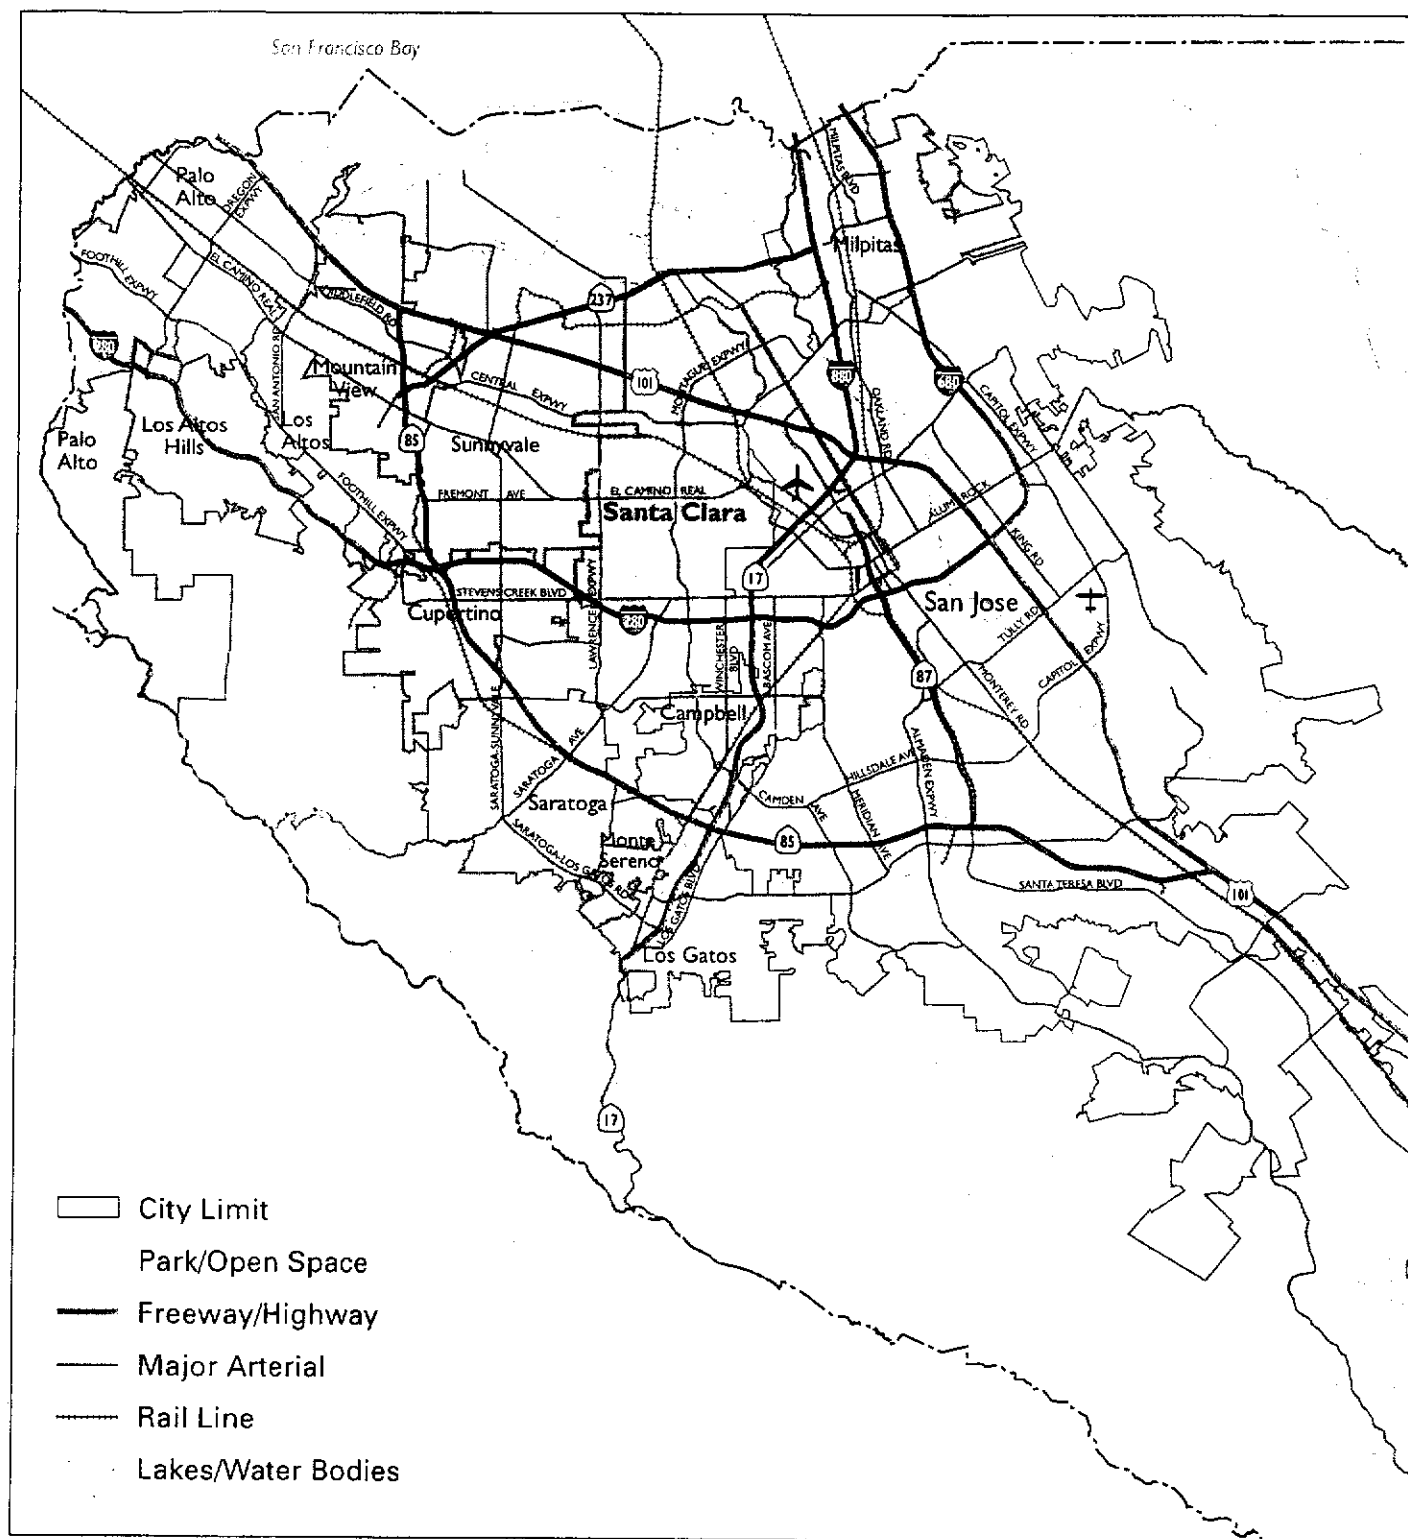 San Francisco Bay
Palo
Alto
OREGON
EXPWY
MILPITAS BLVD
Milpitas
FOOTHILL EXPWY
EL CAMINO REAL
MIDDLEFIELD RD
237
280
SAN ANTONIO RD
Mountain
View
CENTRAL EXPWY
101
MONTAGUE EXPWY
880
680
OAKLAND RD
CAPITOL EXPWY
Palo
Alto
Los Altos
Hills
Los
Altos
85
Sunnyvale
FOOTHILL EXPWY
FREMONT AVE
EL CAMINO REAL
Santa Clara
ALUM ROCK
KING RD
17
STEVENS CREEK BLVD
Cupertino
LAWRENCE EXPWY
280
San Jose
TULLY RD
CAPITOL EXPWY
WINCHESTER
BLVD
BASCOM AVE
87
MONTEREY RD
SARATOGA-SUNNYVALE
SARATOGA AVE
Campbell
ALMADEN EXPWY
HILLSDALE AVE
CAMDEN AVE
MERIDIAN AVE
Saratoga
85
Monte
Sereno
SARATOGA-LOS GATOS RD
LOS GATOS BLVD
SANTA TERESA BLVD
101
Los Gatos
17
City Limit
Park/Open Space
Freeway/Highway
Major Arterial
Rail Line
Lakes/Water Bodies